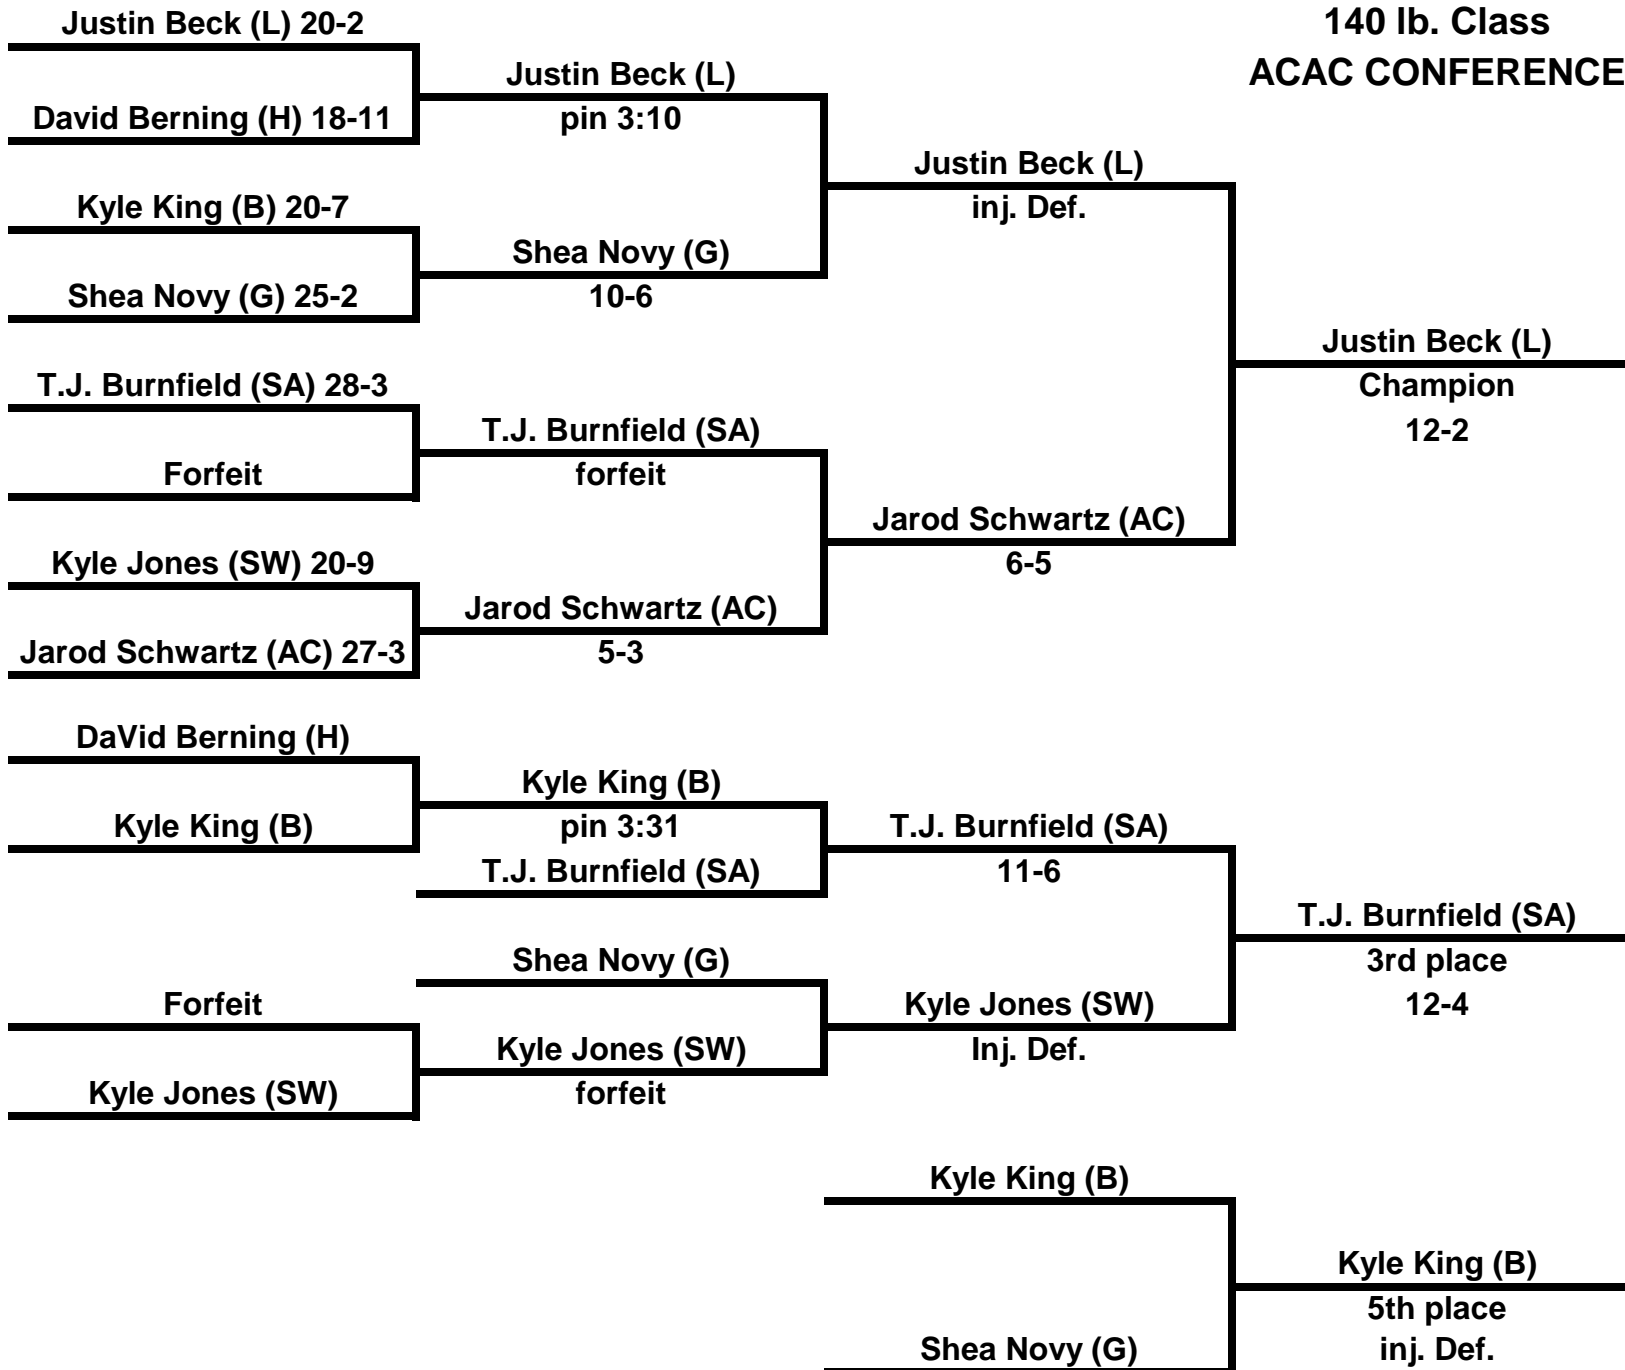 Justin Beck (L) 20-2
140 lb. Class
ACAC CONFERENCE
Justin Beck (L)
David Berning (H) 18-11
pin 3:10
Justin Beck (L)
Kyle King (B) 20-7
inj. Def.
Shea Novy (G)
Shea Novy (G) 25-2
10-6
Justin Beck (L)
T.J. Burnfield (SA) 28-3
Champion
T.J. Burnfield (SA)
12-2
Forfeit
forfeit
Jarod Schwartz (AC)
Kyle Jones (SW) 20-9
6-5
Jarod Schwartz (AC)
Jarod Schwartz (AC) 27-3
5-3
DaVid Berning (H)
Kyle King (B)
Kyle King (B)
pin 3:31
T.J. Burnfield (SA)
T.J. Burnfield (SA)
11-6
T.J. Burnfield (SA)
Shea Novy (G)
3rd place
Forfeit
Kyle Jones (SW)
12-4
Kyle Jones (SW)
Inj. Def.
Kyle Jones (SW)
forfeit
Kyle King (B)
Kyle King (B)
5th place
Shea Novy (G)
inj. Def.